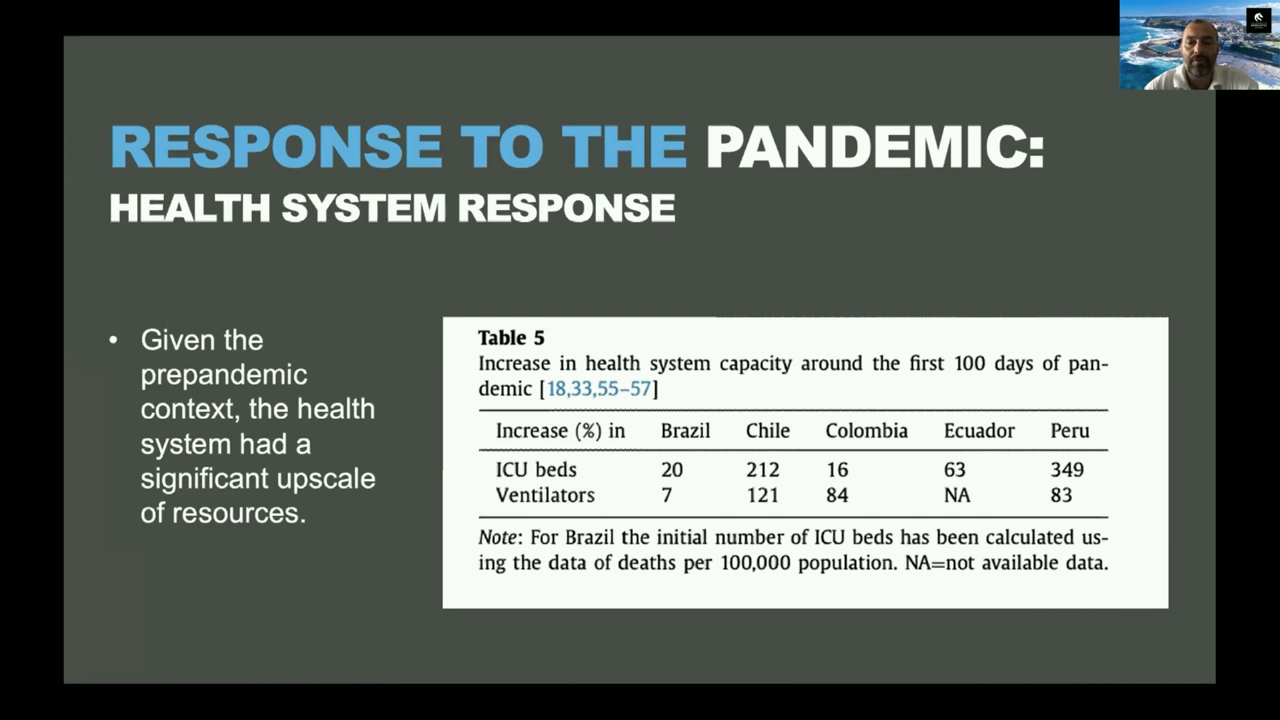 RESPONSE TO THE PANDEMIC:
HEALTH SYSTEM RESPONSE
• Given the
prepandemic
context, the health
system had a
significant upscale
of resources.
Table 5
Increase in health system capacity around the first 100 days of pan-
demic [18,33,55–57]
Increase (%) in Brazil Chile Colombia Ecuador Peru
ICU beds 20 212 16 63 349
Ventilators 7 121 84 NA 83
Note: For Brazil the initial number of ICU beds has been calculated us-
ing the data of deaths per 100,000 population. NA=not available data.